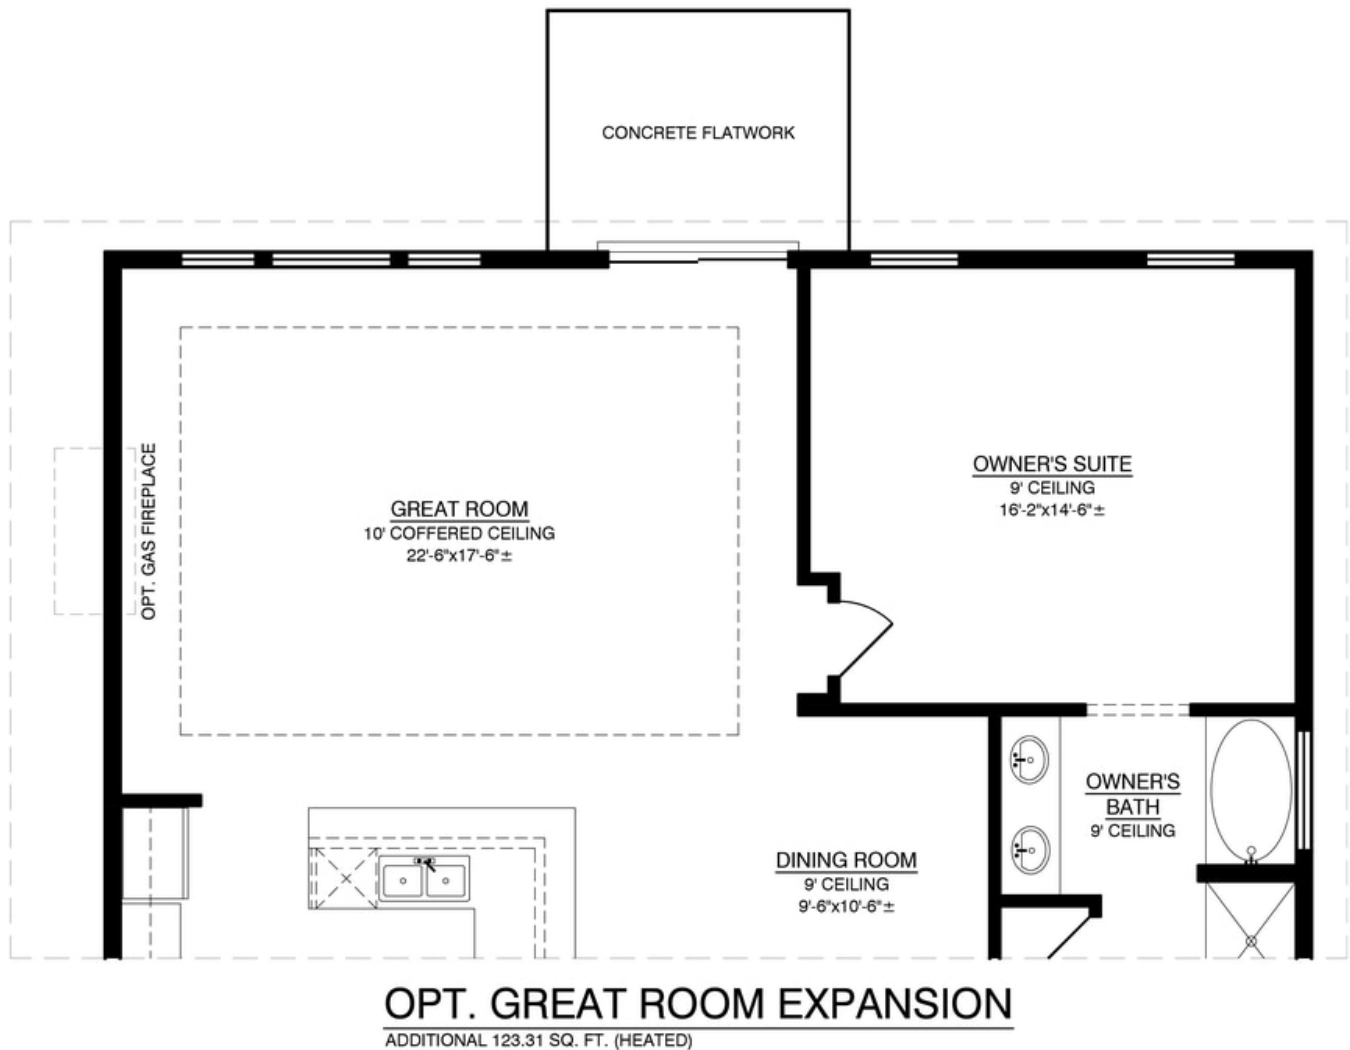 CONCRETE FLATWORK
OPT. GAS FIREPLACE
GREAT ROOM
10' COFFERED CEILING
22'-6"x17'-6"±
OWNER'S SUITE
9' CEILING
16'-2"x14'-6"±
OWNER'S
BATH
9' CEILING
DINING ROOM
9' CEILING
9'-6"x10'-6"±
OPT. GREAT ROOM EXPANSION
ADDITIONAL 123.31 SQ. FT. (HEATED)